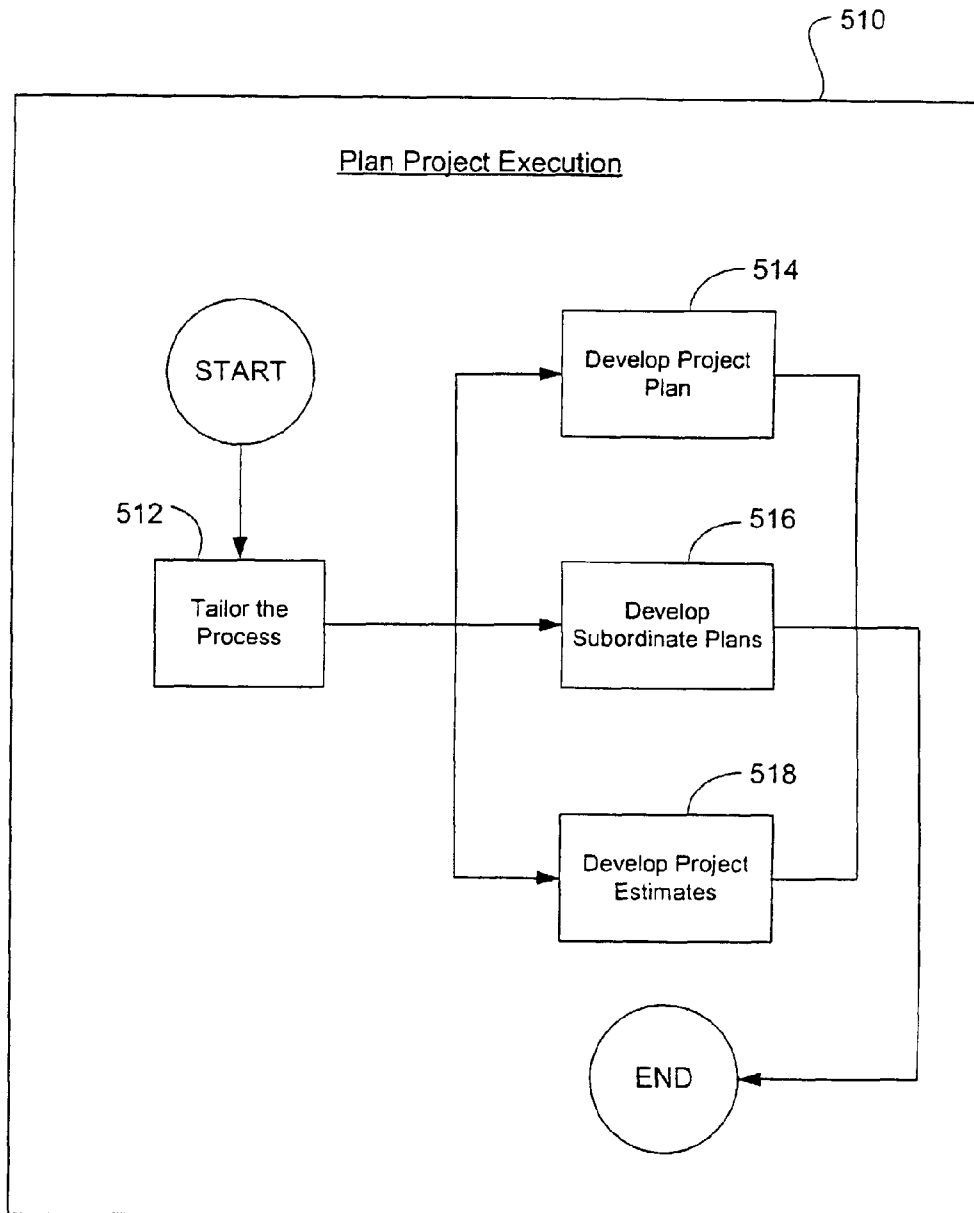 510
Plan Project Execution
514
START
Develop Project
Plan
512
516
Tailor the
Process
Develop
Subordinate Plans
518
Develop Project
Estimates
END